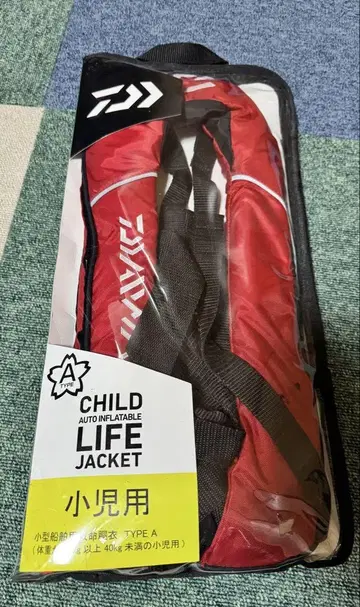 DAIWA
A
TYPE
CHILD
AUTO INFLATABLE
LIFE
JACKET
小児用
小型船舶用救命胴衣 TYPE A
以上 40kg 未満の小児用)